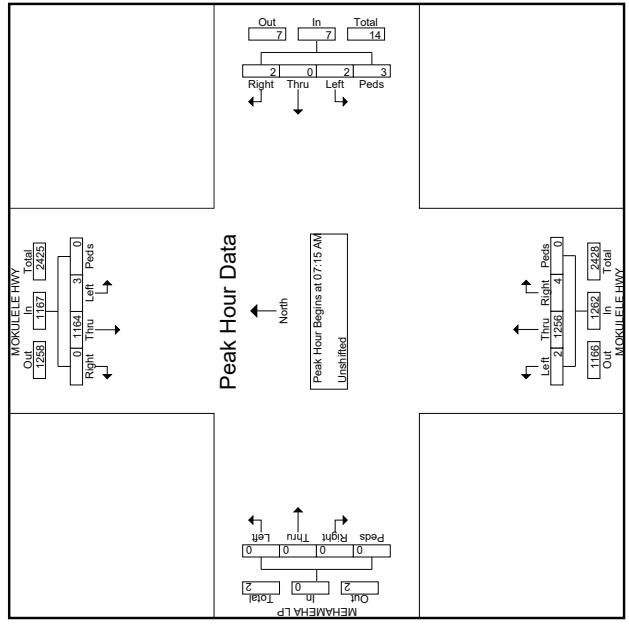 Out In Total
7 7 14
2 0 2 3
Right Thru Left Peds
MOKULELE HWY
Out In Total
1258 1167 2425
0 1164 3 0
Right Thru Left Peds
Peak Hour Data
North
Peak Hour Begins at 07:15 AM
Unshifted
Left Thru Right Peds
2 1256 4 0
1166 1262 2428
Out In Total
MOKULELE HWY
Left Thru Right Peds
0 0 0 0
2 0 2
Total In Out
MEHAMEHA LP